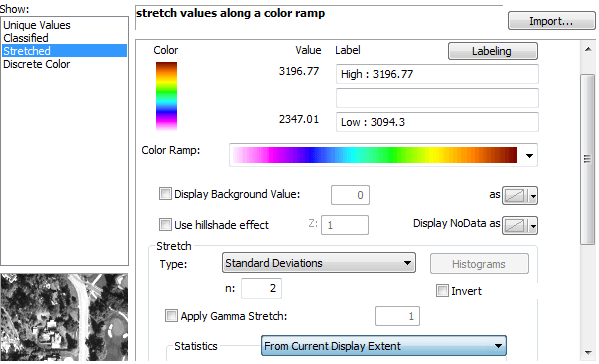 Show:
Unique Values
Classified
Stretched
Discrete Color
stretch values along a color ramp
Import...
Color Value Label Labeling
3196.77 High : 3196.77
2347.01 Low : 3094.3
Color Ramp:
Display Background Value: 0 as
Use hillshade effect Z: 1 Display NoData as
Stretch
Type: Standard Deviations Histograms
n: 2 Invert
Apply Gamma Stretch: 1
Statistics From Current Display Extent